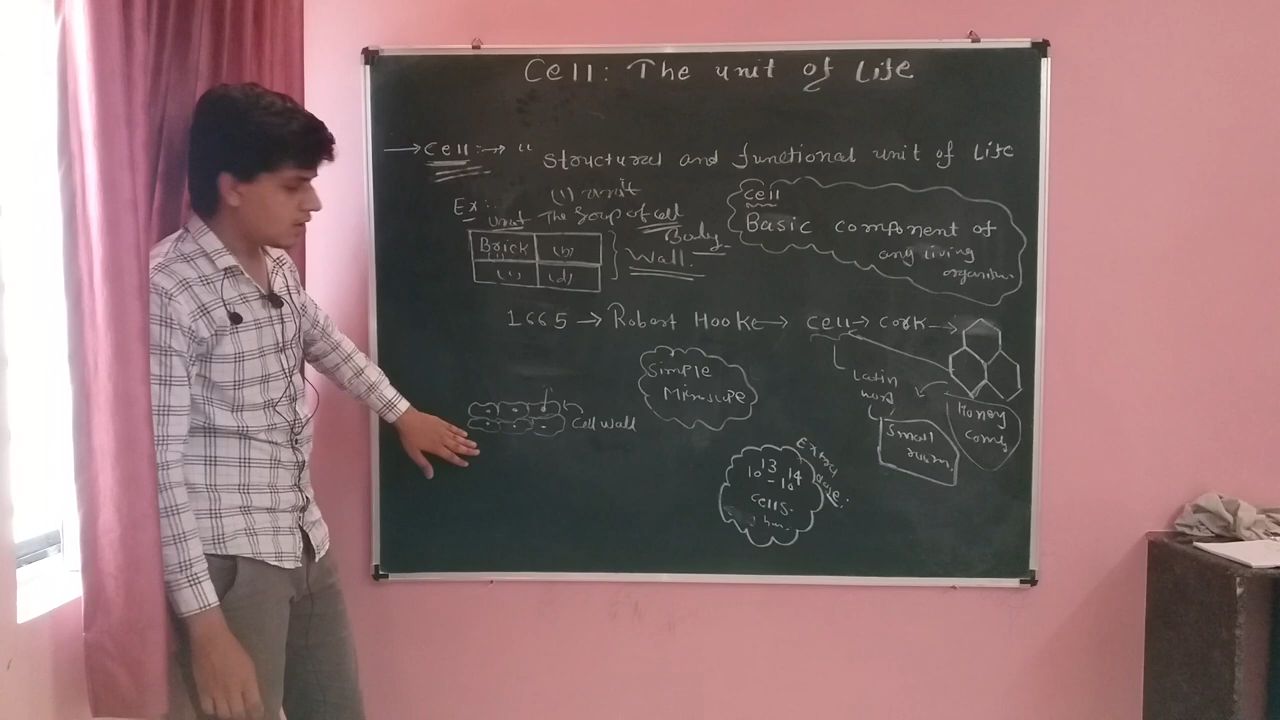 Cell: The unit of Life
→ Cell :→ " Structural and functional unit of Life
(1) unit
Ex:. unit The Goup of cell
Brick (1) (b)
(c) (d)
Wall.
Body
cell
Basic component of
any living
organism
1665 → Robert Hooke → cell → cork →
Simple
Microscope
Latin
word
Small
room
Honey
comb
Cell wall
10 13 - 10 14
cells.
Extra